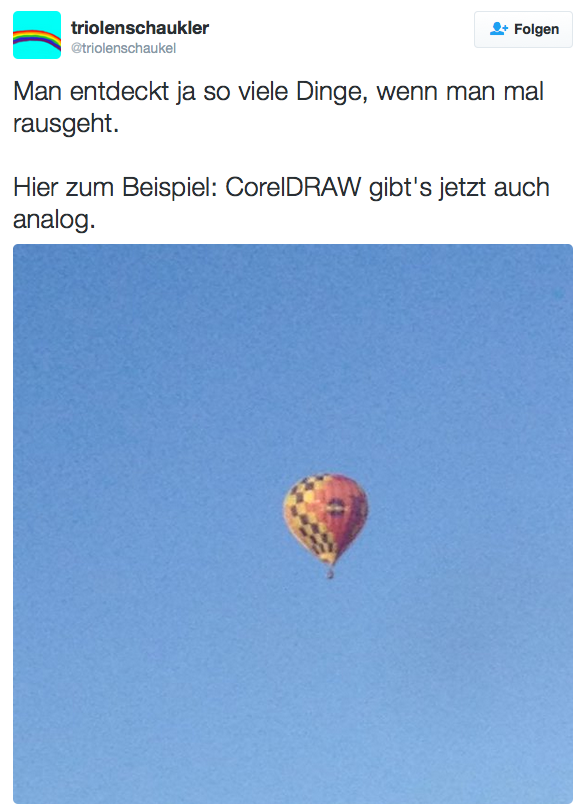 triolenschaukler
@triolenschaukel
Folgen
Man entdeckt ja so viele Dinge, wenn man mal
rausgeht.
Hier zum Beispiel: CorelDRAW gibt's jetzt auch
analog.